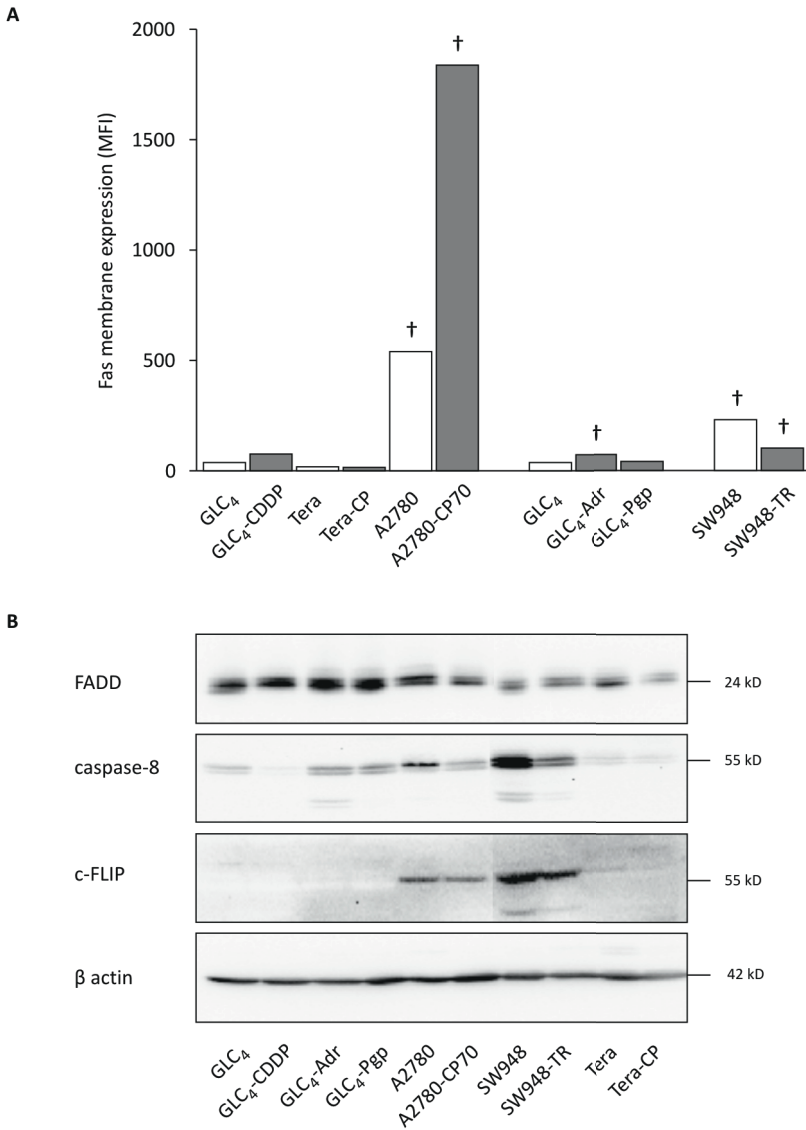 A
2000
1500
1000
500
0
Fas membrane expression (MFI)
†
†
†
†
†
GLC4
GLC4-CDDP
Tera
Tera-CP
A2780
A2780-CP70
GLC4
GLC4-Adr
GLC4-Pgp
SW948
SW948-TR
B
FADD
24 kD
caspase-8
55 kD
c-FLIP
55 kD
β actin
42 kD
GLC4
GLC4-CDDP
GLC4-Adr
GLC4-Pgp
A2780
A2780-CP70
SW948
SW948-TR
Tera
Tera-CP